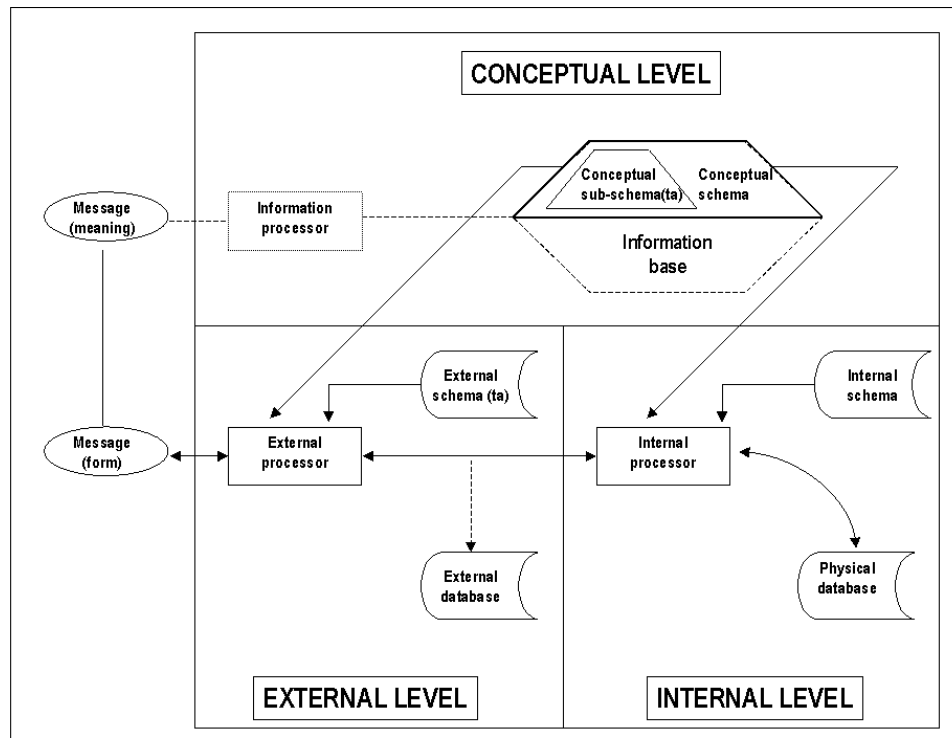 CONCEPTUAL LEVEL
Conceptual
sub-schema(ta)
Conceptual
schema
Message
(meaning)
Information
processor
Information
base
External
schema (ta)
Internal
schema
Message
(form)
External
processor
Internal
processor
External
database
Physical
database
EXTERNAL LEVEL
INTERNAL LEVEL